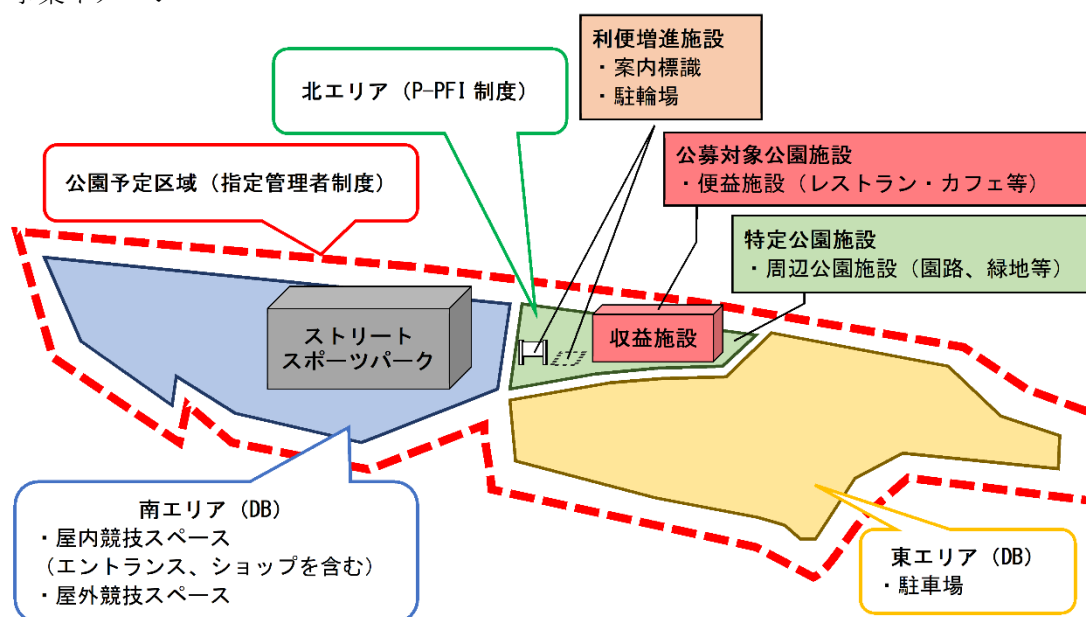 利便増進施設
・案内標識
・駐輪場
北エリア（P-PFI 制度）
公募対象公園施設
・便益施設（レストラン・カフェ等）
公園予定区域（指定管理者制度）
特定公園施設
・周辺公園施設（園路、緑地等）
ストリート
スポーツパーク
収益施設
南エリア（DB）
・屋内競技スペース
（エントランス、ショップを含む）
・屋外競技スペース
東エリア（DB）
・駐車場